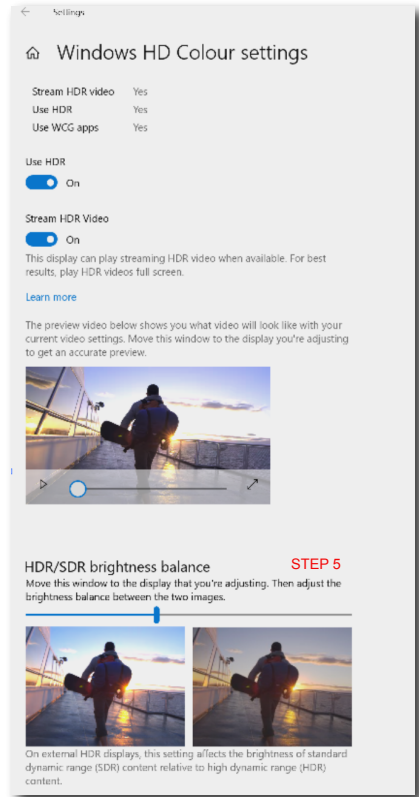 Settings
Windows HD Colour settings
Stream HDR video Yes
Use HDR Yes
Use WCG apps Yes
Use HDR
On
Stream HDR Video
On
This display can play streaming HDR video when available. For best
results, play HDR videos full screen.
Learn more
The preview video below shows you what video will look like with your
current video settings. Move this window to the display you're adjusting
to get an accurate preview.
HDR/SDR brightness balance STEP 5
Move this window to the display that you're adjusting. Then adjust the
brightness balance between the two images.
On external HDR displays, this setting affects the brightness of standard
dynamic range (SDR) content relative to high dynamic range (HDR)
content.